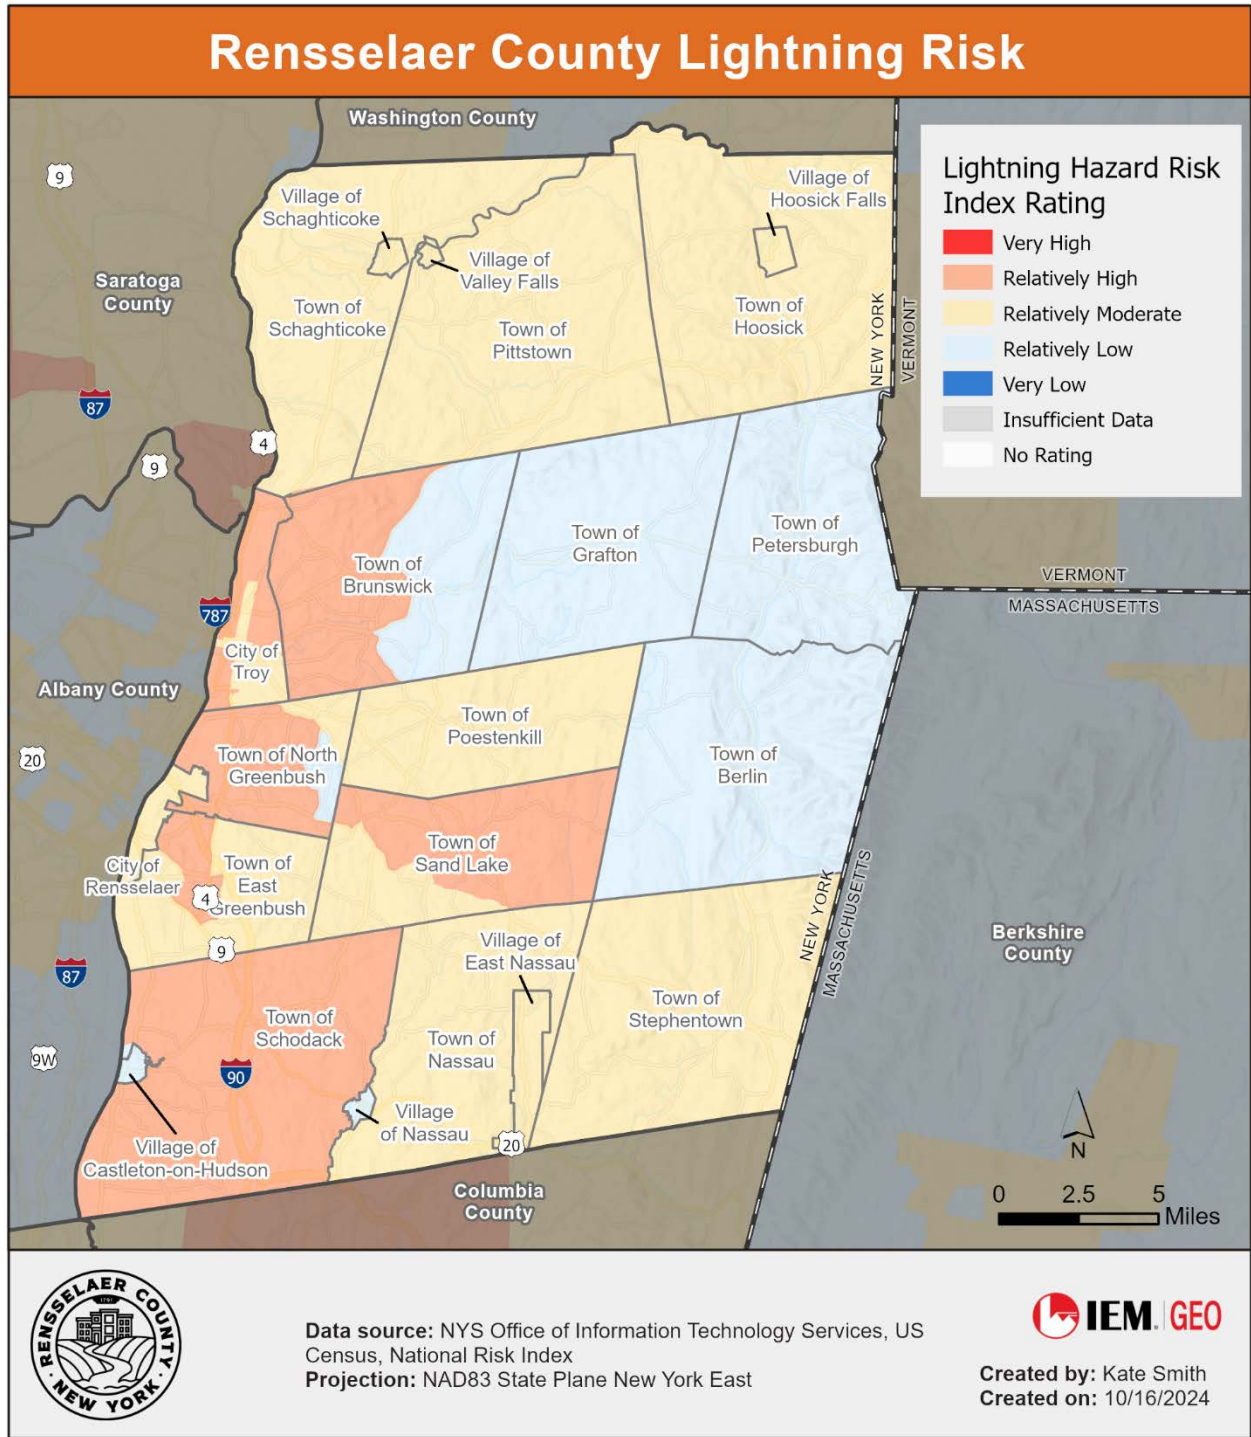 Rensselaer County Lightning Risk
Washington County
9
Village of
Schaghticoke
Village of
Hoosick Falls
Village of
Valley Falls
Saratoga
County
Town of
Schaghticoke
Town of
Pittstown
Town of
Hoosick
NEW YORK
VERMONT
87
4
9
Lightning Hazard Risk
Index Rating
Very High
Relatively High
Relatively Moderate
Relatively Low
Very Low
Insufficient Data
No Rating
Town of
Brunswick
Town of
Grafton
Town of
Petersburgh
VERMONT
MASSACHUSETTS
787
City of
Troy
Albany County
20
Town of North
Greenbush
Town of
Poestenkill
Town of
Berlin
City of
Rensselaer
Town of
East
Greenbush
4
Town of
Sand Lake
NEW YORK
MASSACHUSETTS
9
87
Village of
East Nassau
Berkshire
County
Town of
Schodack
Town of
Nassau
Town of
Stephentown
9W
90
Village of
Castleton-on-Hudson
Village
of Nassau
20
Columbia
County
N
0 2.5 5
Miles
RENSSELAER COUNTY
1791
NEW YORK
Data source: NYS Office of Information Technology Services, US
Census, National Risk Index
Projection: NAD83 State Plane New York East
IEM. GEO
Created by: Kate Smith
Created on: 10/16/2024